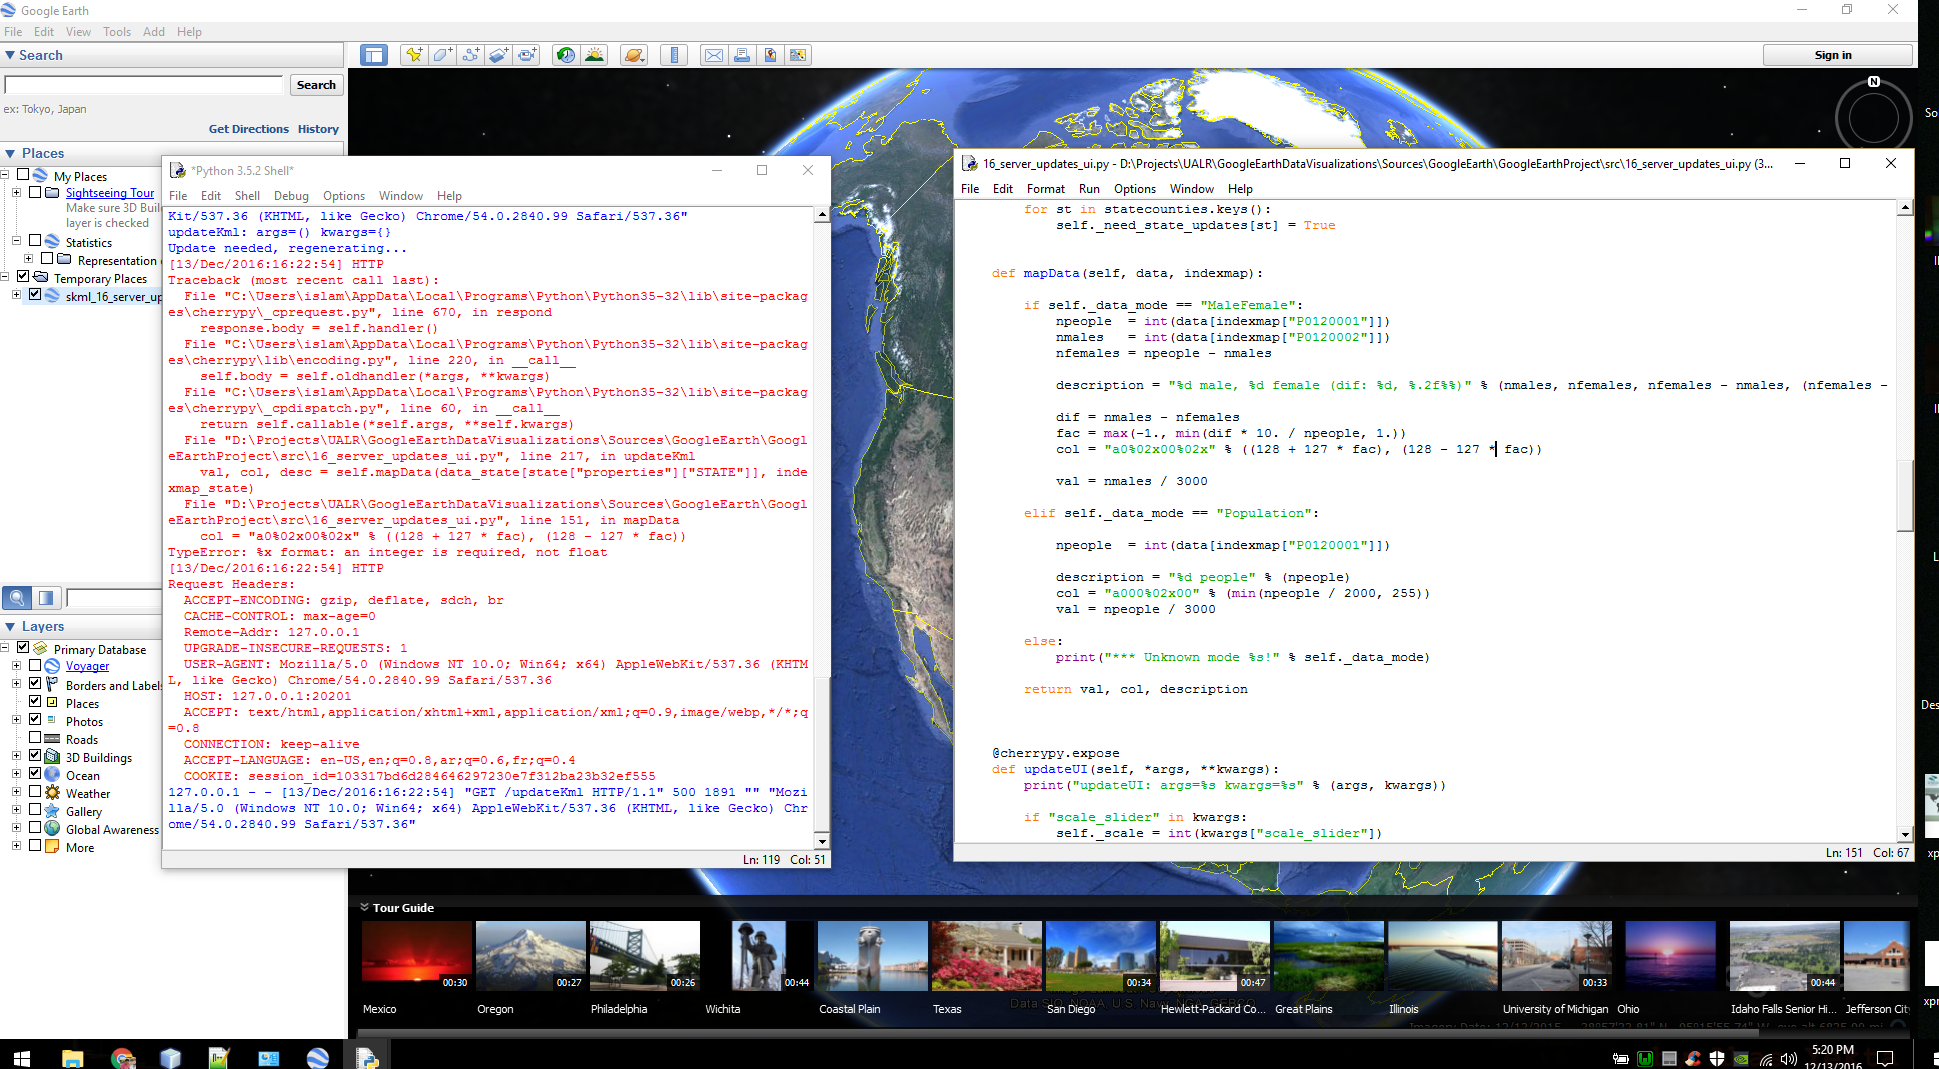 Google Earth
File Edit View Tools Add Help
Search
Search
ex: Tokyo, Japan
Get Directions History
Places
My Places
Sightseeing Tour
Make sure 3D Buil
layer is checked
Statistics
Representation
Temporary Places
skml_16_server_up
Layers
Primary Database
Voyager
Borders and Labels
Places
Photos
Roads
3D Buildings
Ocean
Weather
Gallery
Global Awareness
More
Sign in
N
*Python 3.5.2 Shell*
File Edit Shell Debug Options Window Help
Kit/537.36 (KHTML, like Gecko) Chrome/54.0.2840.99 Safari/537.36"
updateKml: args=() kwargs={}
Update needed, regenerating...
[13/Dec/2016:16:22:54] HTTP
Traceback (most recent call last):
File "C:\Users\islam\AppData\Local\Programs\Python\Python35-32\lib\site-packag
es\cherrypy\_cprequest.py", line 670, in respond
response.body = self.handler()
File "C:\Users\islam\AppData\Local\Programs\Python\Python35-32\lib\site-packag
es\cherrypy\lib\encoding.py", line 220, in __call__
self.body = self.oldhandler(*args, **kwargs)
File "C:\Users\islam\AppData\Local\Programs\Python\Python35-32\lib\site-packag
es\cherrypy\_cpdispatch.py", line 60, in __call__
return self.callable(*self.args, **self.kwargs)
File "D:\Projects\UALR\GoogleEarthDataVisualizations\Sources\GoogleEarth\Googl
eEarthProject\src\16_server_updates_ui.py", line 217, in updateKml
val, col, desc = self.mapData(data_state[state["properties"]["STATE"]], inde
xmap_state)
File "D:\Projects\UALR\GoogleEarthDataVisualizations\Sources\GoogleEarth\Googl
eEarthProject\src\16_server_updates_ui.py", line 151, in mapData
col = "a0%02x00%02x" % ((128 + 127 * fac), (128 - 127 * fac))
TypeError: %x format: an integer is required, not float
[13/Dec/2016:16:22:54] HTTP
Request Headers:
ACCEPT-ENCODING: gzip, deflate, sdch, br
CACHE-CONTROL: max-age=0
Remote-Addr: 127.0.0.1
UPGRADE-INSECURE-REQUESTS: 1
USER-AGENT: Mozilla/5.0 (Windows NT 10.0; Win64; x64) AppleWebKit/537.36 (KHTM
L, like Gecko) Chrome/54.0.2840.99 Safari/537.36
HOST: 127.0.0.1:20201
ACCEPT: text/html,application/xhtml+xml,application/xml;q=0.9,image/webp,*/*;q
=0.8
CONNECTION: keep-alive
ACCEPT-LANGUAGE: en-US,en;q=0.8,ar;q=0.6,fr;q=0.4
COOKIE: session_id=103317bd6d284646297230e7f312ba23b32ef555
127.0.0.1 - - [13/Dec/2016:16:22:54] "GET /updateKml HTTP/1.1" 500 1891 "" "Mozi
lla/5.0 (Windows NT 10.0; Win64; x64) AppleWebKit/537.36 (KHTML, like Gecko) Chr
ome/54.0.2840.99 Safari/537.36"
Ln: 119 Col: 51
16_server_updates_ui.py - D:\Projects\UALR\GoogleEarthDataVisualizations\Sources\GoogleEarth\GoogleEarthProject\src\16_server_updates_ui.py (3...
File Edit Format Run Options Window Help
for st in statecounties.keys():
self._need_state_updates[st] = True
def mapData(self, data, indexmap):
if self._data_mode == "MaleFemale":
npeople = int(data[indexmap["P0120001"]])
nmales = int(data[indexmap["P0120002"]])
nfemales = npeople - nmales
description = "%d male, %d female (dif: %d, %.2f%%)" % (nmales, nfemales, nfemales - nmales, (nfemales -
dif = nmales - nfemales
fac = max(-1., min(dif * 10. / npeople, 1.))
col = "a0%02x00%02x" % ((128 + 127 * fac), (128 - 127 * fac))
val = nmales / 3000
elif self._data_mode == "Population":
npeople = int(data[indexmap["P0120001"]])
description = "%d people" % (npeople)
col = "a000%02x00" % (min(npeople / 2000, 255))
val = npeople / 3000
else:
print("*** Unknown mode %s!" % self._data_mode)
return val, col, description
@cherrypy.expose
def updateUI(self, *args, **kwargs):
print("updateUI: args=%s kwargs=%s" % (args, kwargs))
if "scale_slider" in kwargs:
self._scale = int(kwargs["scale_slider"])
Ln: 151 Col: 67
Tour Guide
00:30 00:27 00:26 00:44 00:34 00:47 00:33 00:44
Mexico Oregon Philadelphia Wichita Coastal Plain Texas San Diego Hewlett-Packard Co... Great Plains Illinois University of Michigan Ohio Idaho Falls Senior Hi... Jefferson City
Data SIO, NOAA, U.S. Navy, NGA, GEBCO
So
Des
xp
xpr
5:20 PM
12/13/2016